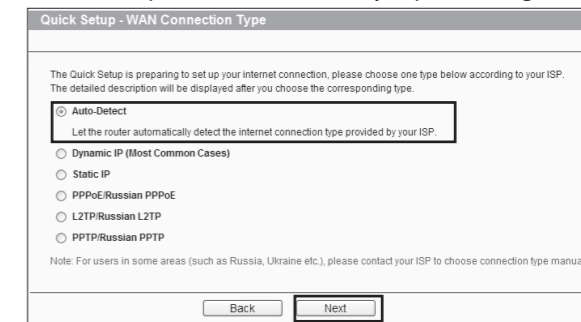 Quick Setup - WAN Connection Type
The Quick Setup is preparing to set up your internet connection, please choose one type below according to your ISP.
The detailed description will be displayed after you choose the corresponding type.
Auto-Detect
Let the router automatically detect the internet connection type provided by your ISP.
Dynamic IP (Most Common Cases)
Static IP
PPPoE/Russian PPPoE
L2TP/Russian L2TP
PPTP/Russian PPTP
Note: For users in some areas (such as Russia, Ukraine etc.), please contact your ISP to choose connection type manua
Back Next